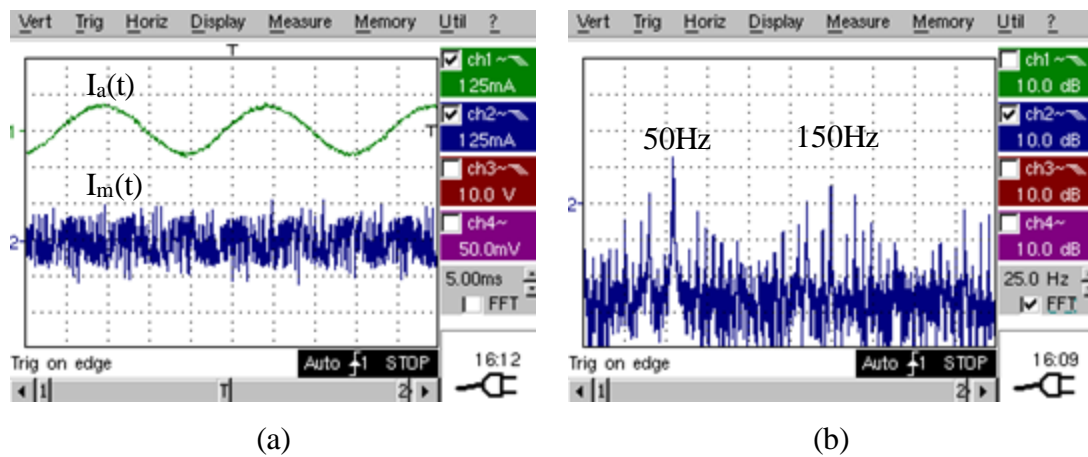 Vert Trig Horiz Display Measure Memory Util ?
T
ch1
125mA
ch2
125mA
ch3
10.0 V
ch4
50.0mV
5.00ms
FFT
Ia(t)
1
T
Im(t)
2
Trig on edge
Auto 1 STOP
16:12
1 T 2
(a)
Vert Trig Horiz Display Measure Memory Util ?
ch1
10.0 dB
ch2
10.0 dB
ch3
10.0 dB
ch4
10.0 dB
25.0 Hz
FFT
50Hz 150Hz
2
Trig on edge
Auto 1 STOP
16:09
1 2
(b)